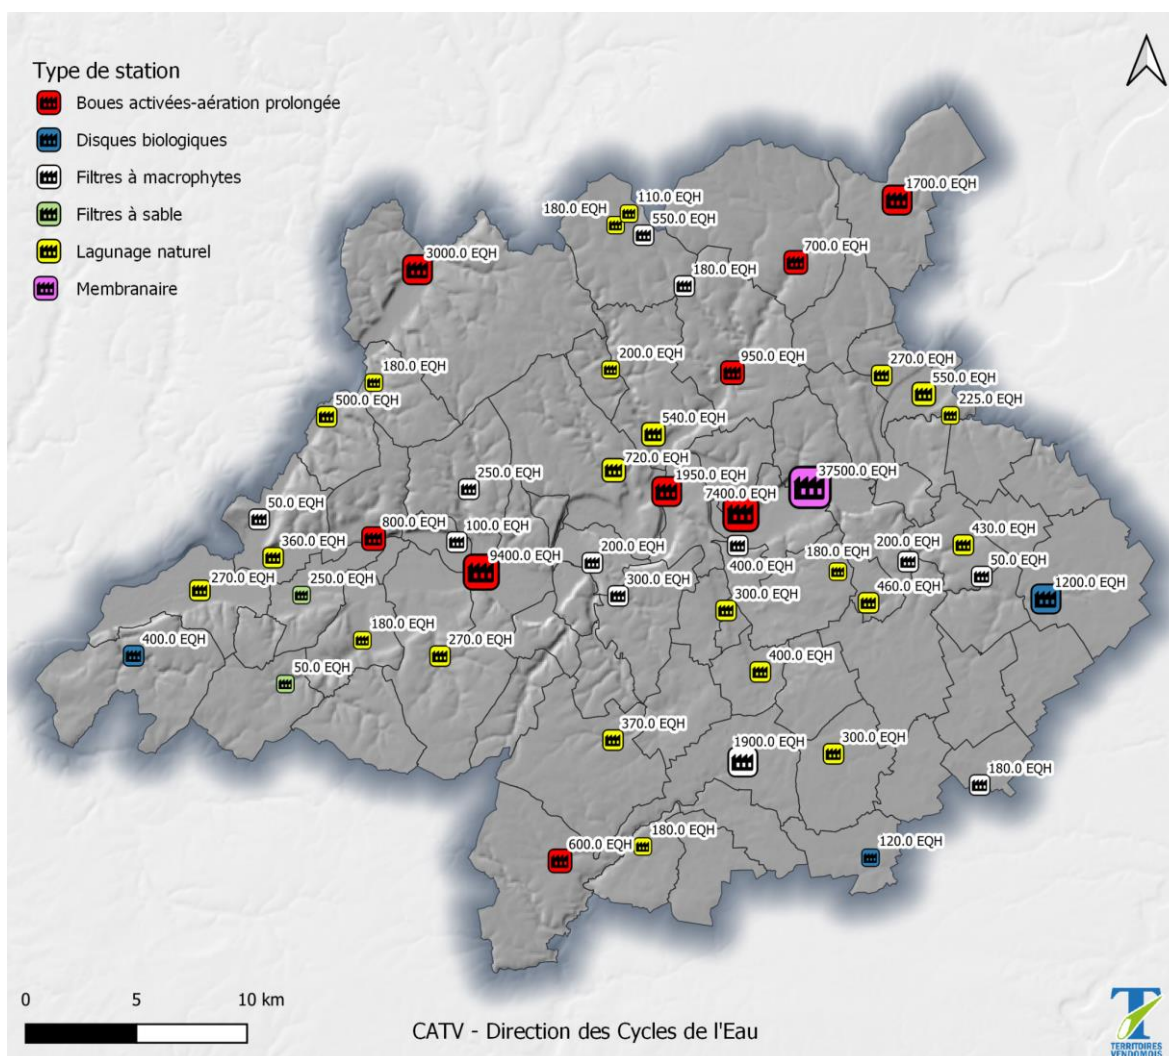 Type de station
Boues activées-aération prolongée
Disques biologiques
Filtres à macrophytes
Filtres à sable
Lagunage naturel
Membranaire
1700.0 EQH
110.0 EQH
180.0 EQH
550.0 EQH
3000.0 EQH
700.0 EQH
180.0 EQH
200.0 EQH
950.0 EQH
270.0 EQH
180.0 EQH
550.0 EQH
500.0 EQH
225.0 EQH
540.0 EQH
720.0 EQH
1950.0 EQH
37500.0 EQH
250.0 EQH
7400.0 EQH
50.0 EQH
800.0 EQH
100.0 EQH
430.0 EQH
360.0 EQH
9400.0 EQH
200.0 EQH
400.0 EQH
180.0 EQH
200.0 EQH
50.0 EQH
270.0 EQH
250.0 EQH
300.0 EQH
300.0 EQH
460.0 EQH
1200.0 EQH
400.0 EQH
180.0 EQH
270.0 EQH
50.0 EQH
400.0 EQH
370.0 EQH
1900.0 EQH
300.0 EQH
180.0 EQH
600.0 EQH
180.0 EQH
120.0 EQH
0 5 10 km
CATV - Direction des Cycles de l'Eau
TERRITOIRES
VENDOMOIS